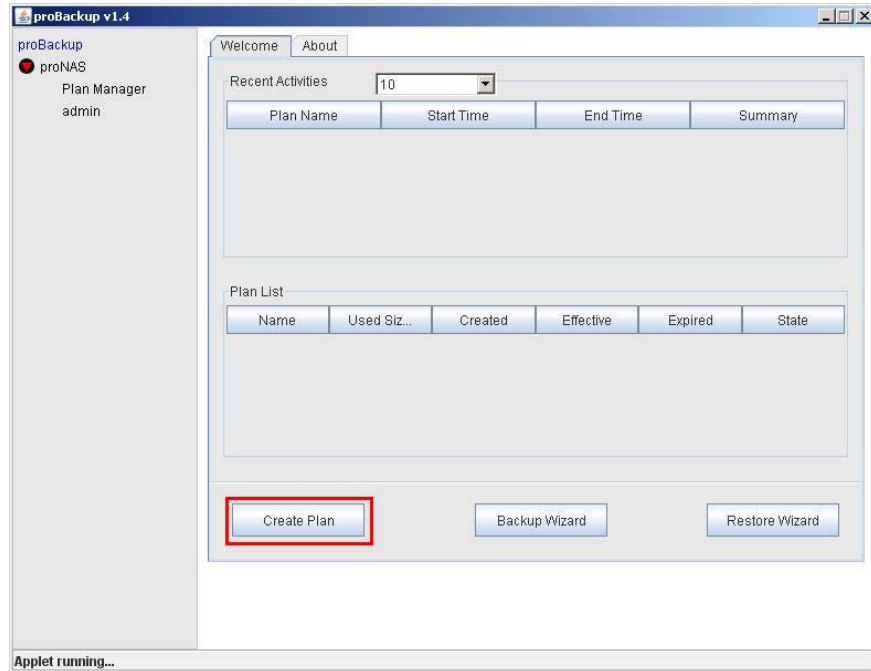 proBackup v1.4
proBackup
proNAS
Plan Manager
admin
Welcome About
Recent Activities 10
Plan Name Start Time End Time Summary
Plan List
Name Used Siz... Created Effective Expired State
Create Plan Backup Wizard Restore Wizard
Applet running...